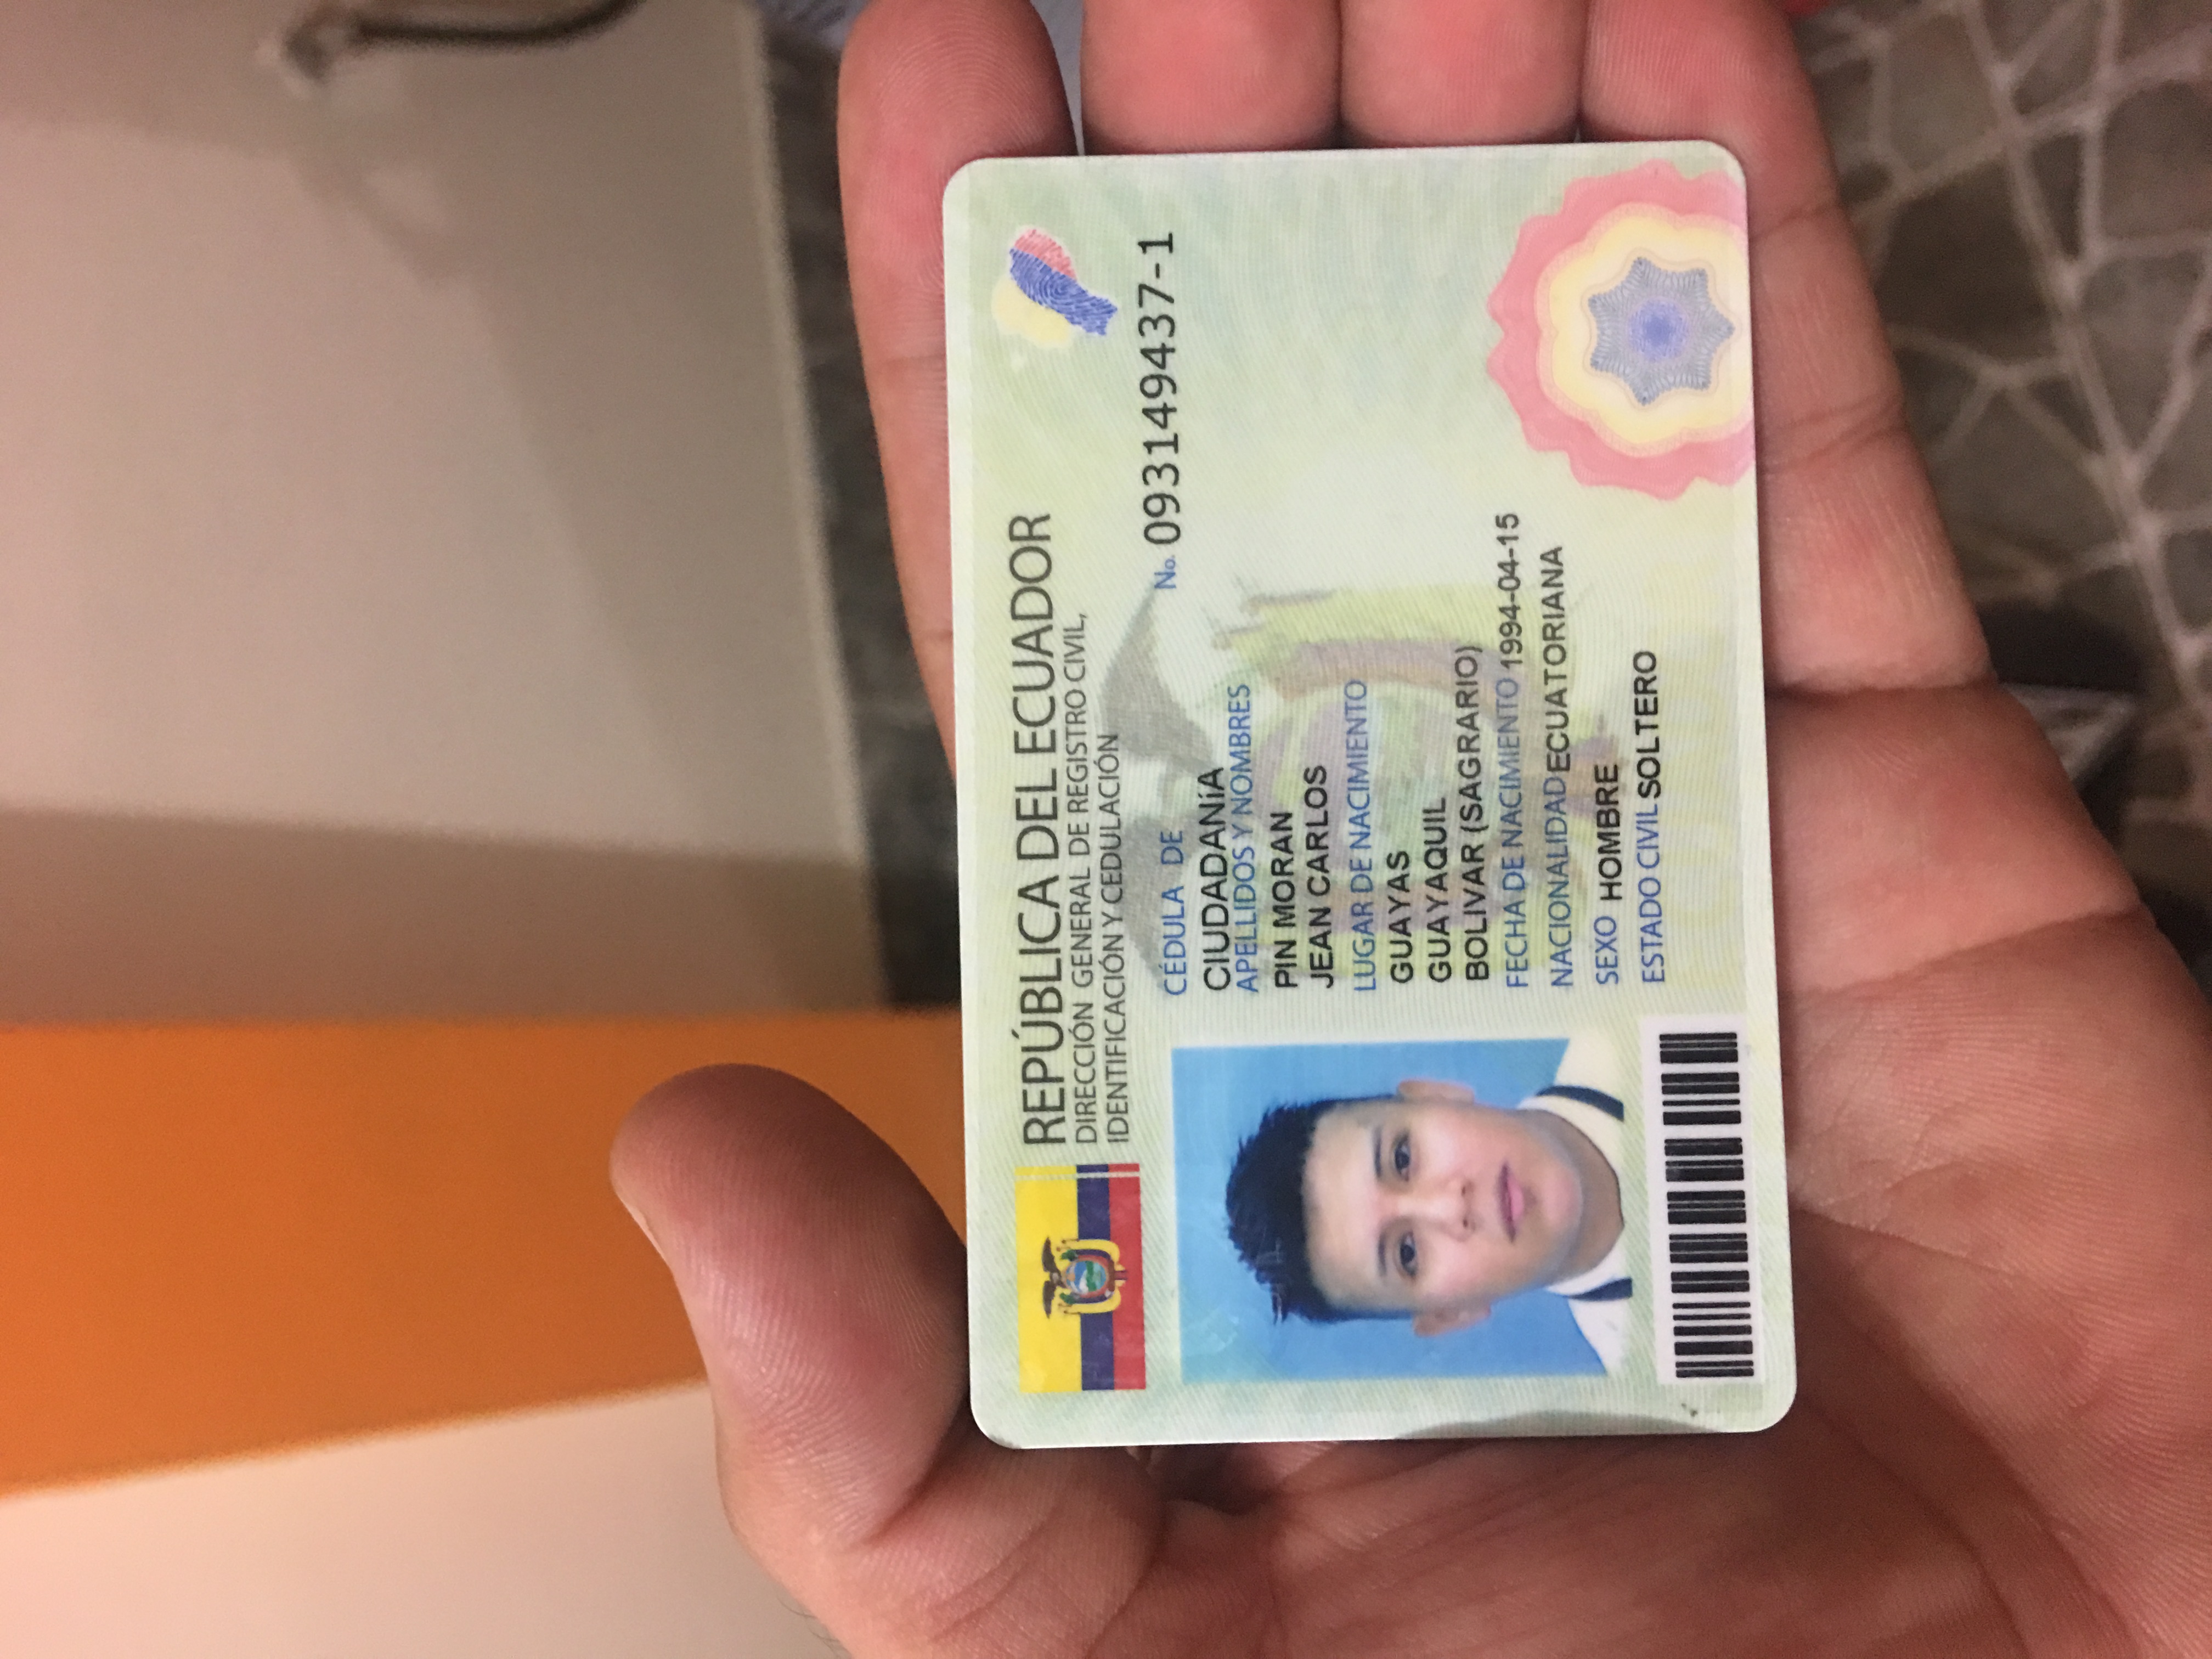 REPÚBLICA DEL ECUADOR
DIRECCIÓN GENERAL DE REGISTRO CIVIL,
IDENTIFICACIÓN Y CEDULACIÓN
CÉDULA DE
No. 093149437-1
CIUDADANíA
APELLIDOS Y NOMBRES
PIN MORAN
JEAN CARLOS
LUGAR DE NACIMIENTO
GUAYAS
GUAYAQUIL
BOLIVAR (SAGRARIO)
FECHA DE NACIMIENTO 1994-04-15
NACIONALIDAD ECUATORIANA
SEXO HOMBRE
ESTADO CIVIL SOLTERO